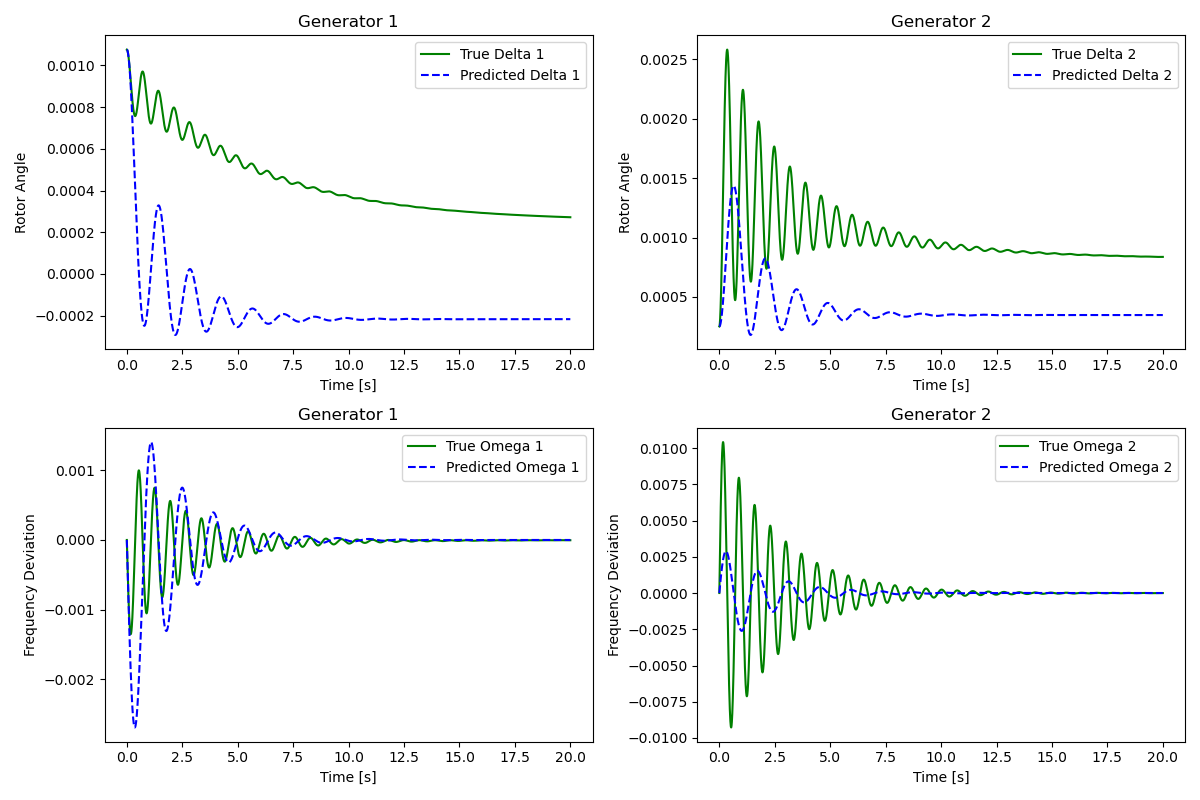 Generator 1
True Delta 1
Predicted Delta 1
0.0010
0.0008
0.0006
0.0004
0.0002
0.0000
−0.0002
Rotor Angle
0.0 2.5 5.0 7.5 10.0 12.5 15.0 17.5 20.0
Time [s]
Generator 2
True Delta 2
Predicted Delta 2
0.0025
0.0020
0.0015
0.0010
0.0005
Rotor Angle
0.0 2.5 5.0 7.5 10.0 12.5 15.0 17.5 20.0
Time [s]
Generator 1
True Omega 1
Predicted Omega 1
0.001
0.000
−0.001
−0.002
Frequency Deviation
0.0 2.5 5.0 7.5 10.0 12.5 15.0 17.5 20.0
Time [s]
Generator 2
True Omega 2
Predicted Omega 2
0.0100
0.0075
0.0050
0.0025
0.0000
−0.0025
−0.0050
−0.0075
−0.0100
Frequency Deviation
0.0 2.5 5.0 7.5 10.0 12.5 15.0 17.5 20.0
Time [s]